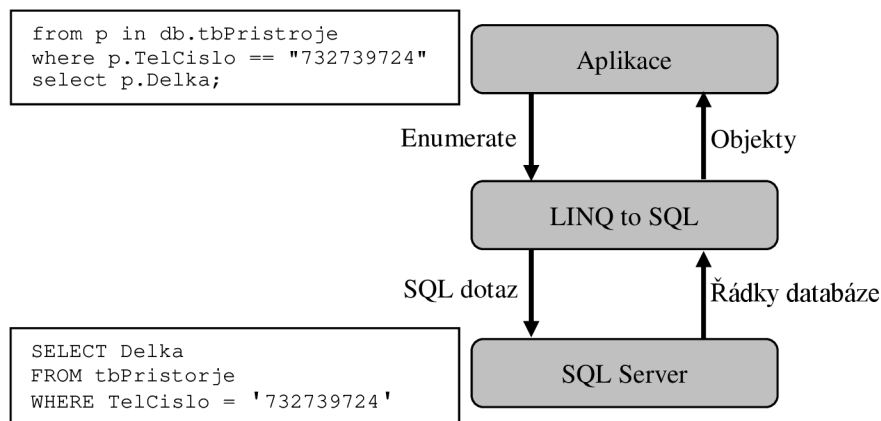 from p in db.tbPristroje
where p.TelCislo == "732739724"
select p.Delka;
Aplikace
Enumerate
Objekty
LINQ to SQL
SQL dotaz
Řádky databáze
SELECT Delka
FROM tbPristorje
WHERE TelCislo = '732739724'
SQL Server